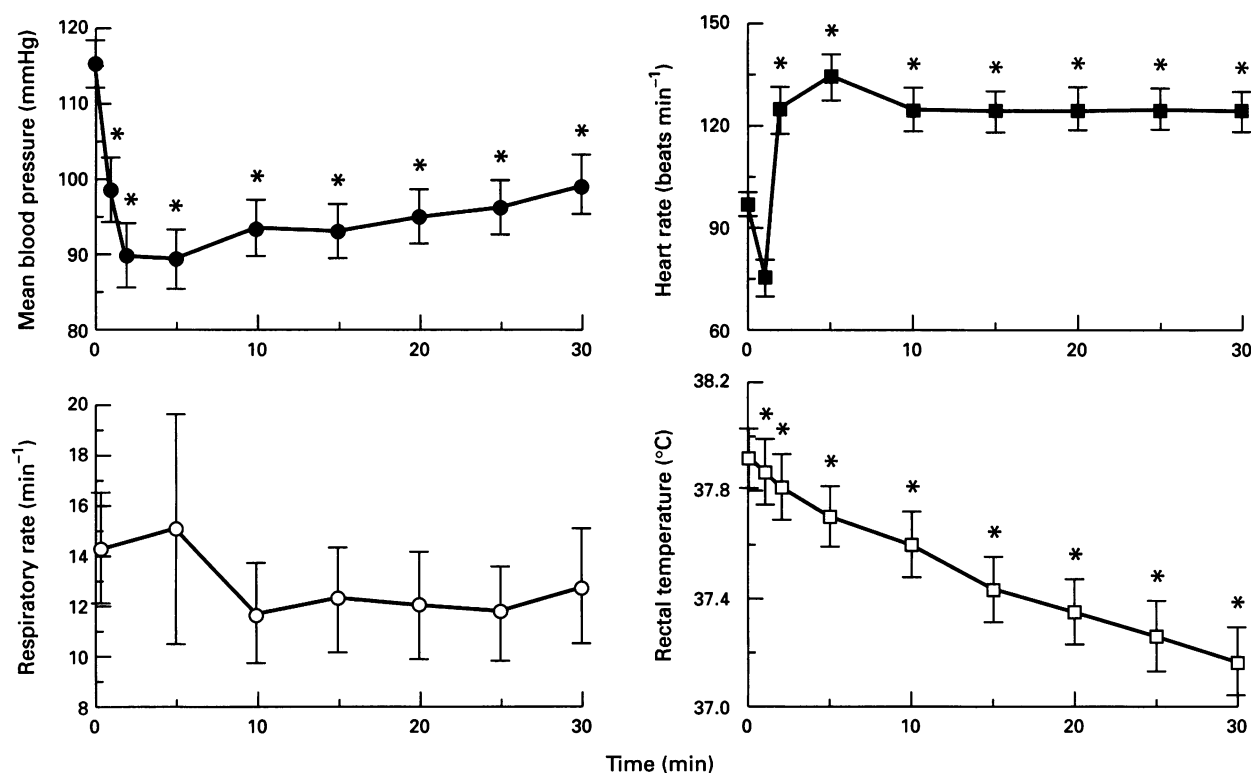 Mean blood pressure (mmHg)
120
110
100
90
80
* * * * * * * *
0 10 20 30
Heart rate (beats min⁻¹)
150
120
90
60
* * * * * * *
0 10 20 30
Respiratory rate (min⁻¹)
20
18
16
14
12
10
8
0 10 20 30
Rectal temperature (°C)
38.2
37.8
37.4
37.0
* * * * * * * *
0 10 20 30
Time (min)